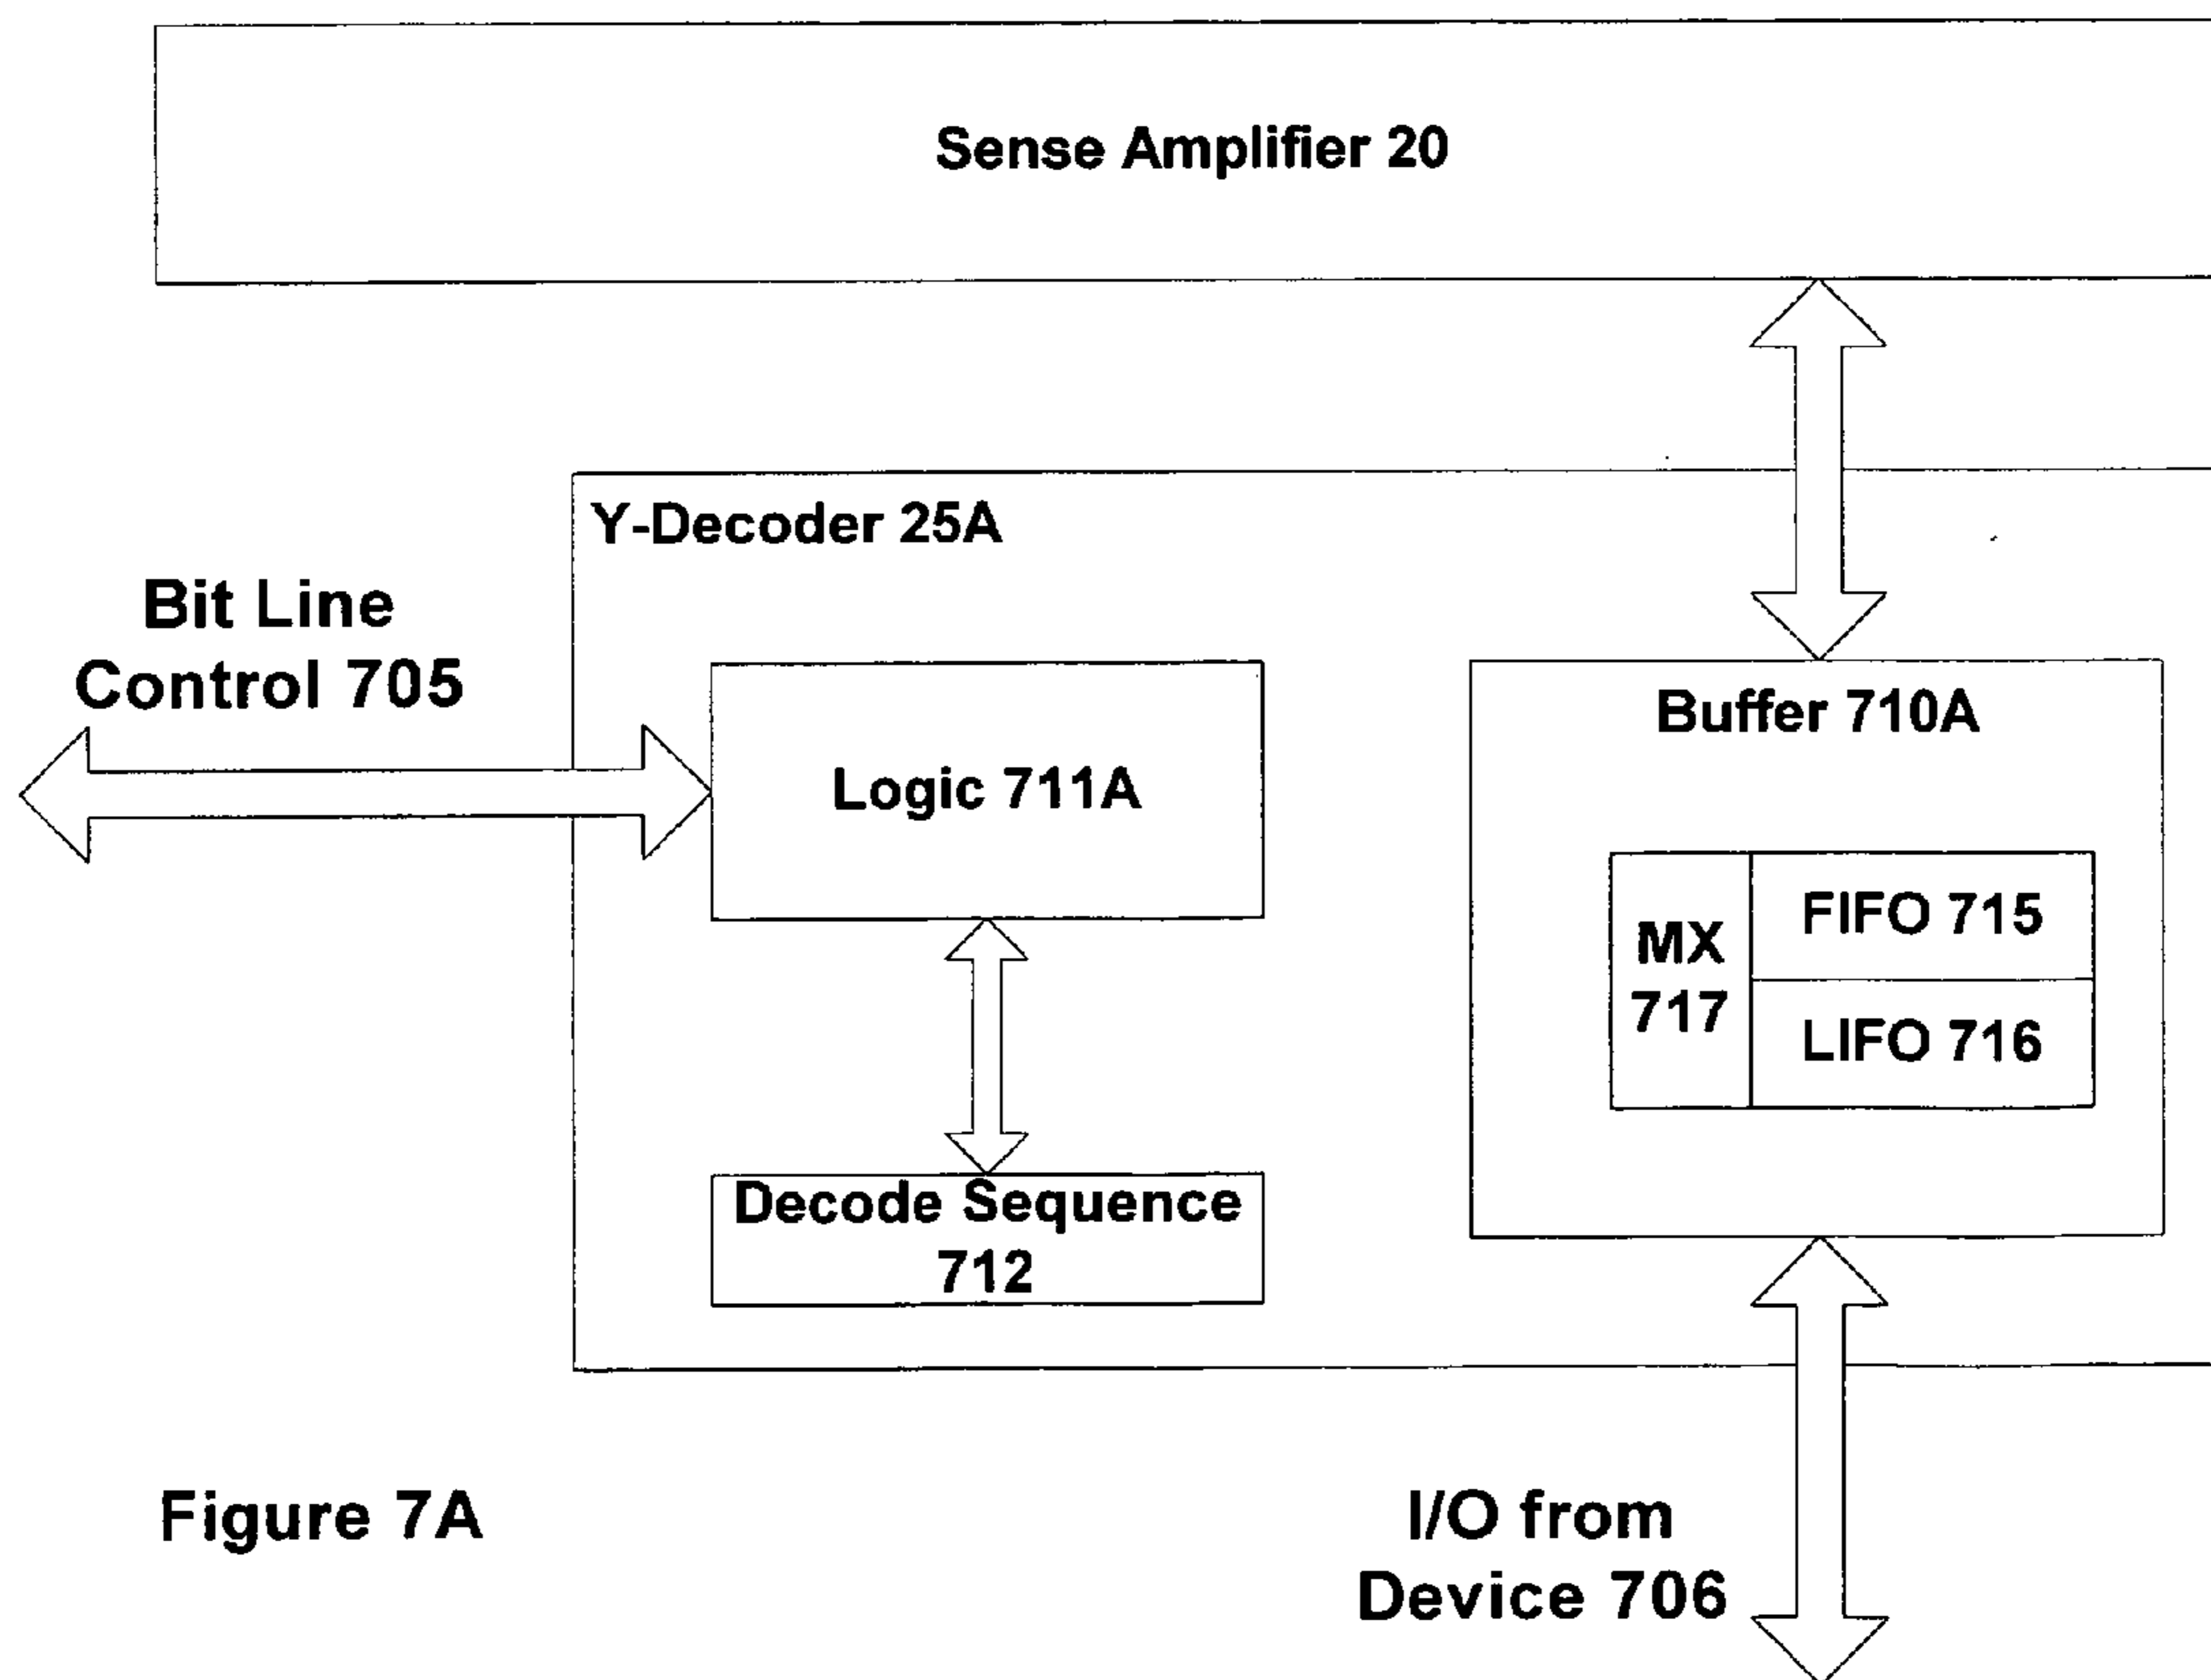 Sense Amplifier 20
Y-Decoder 25A
Bit Line
Control 705
Logic 711A
Buffer 710A
MX
717
FIFO 715
LIFO 716
Decode Sequence
712
Figure 7A
I/O from
Device 706